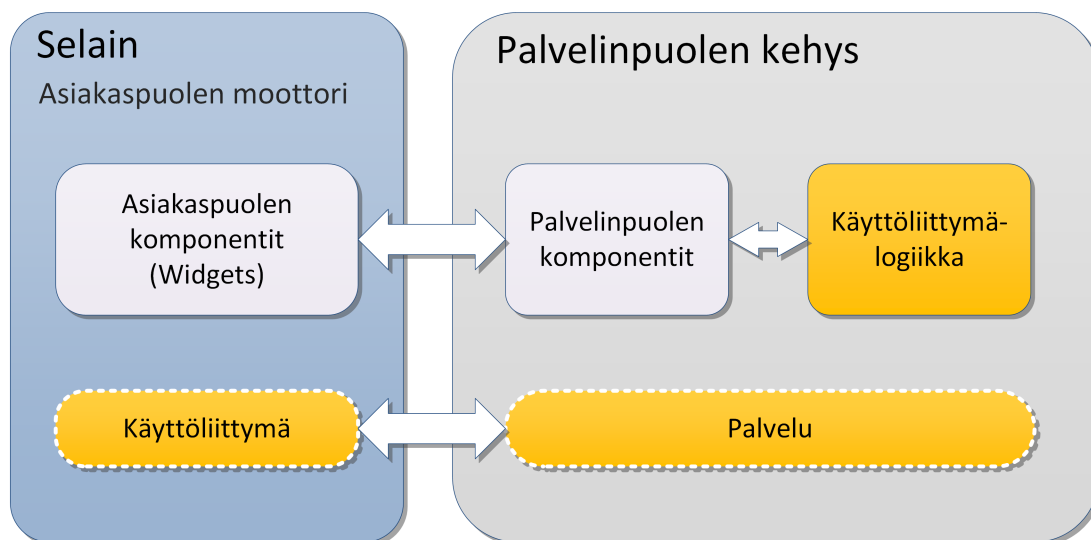 Selain
Asiakaspuolen moottori
Palvelinpuolen kehys
Asiakaspuolen
komponentit
(Widgets)
Palvelinpuolen
komponentit
Käyttöliittymä-
logiikka
Käyttöliittymä
Palvelu